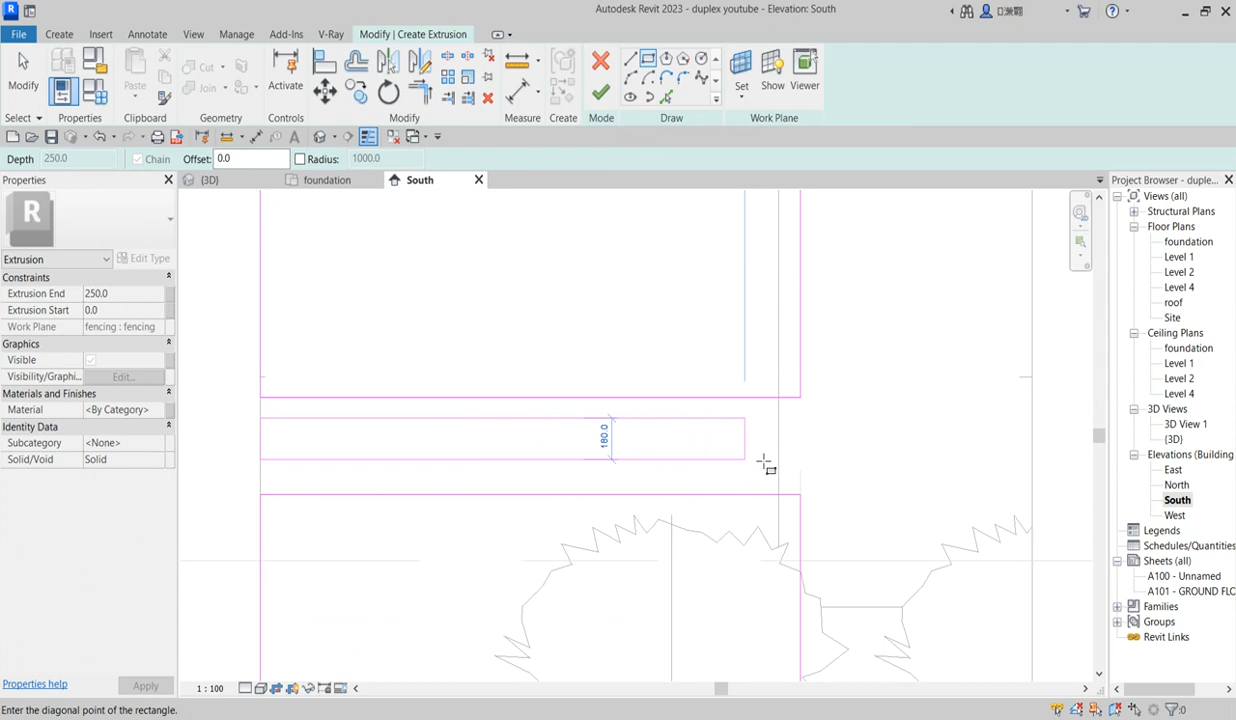 Autodesk Revit 2023 - duplex youtube - Elevation: South
File Create Insert Annotate View Manage Add-Ins V-Ray Modify | Create Extrusion
Modify Paste Cut Join Activate Set Show Viewer
Select Properties Clipboard Geometry Controls Modify Measure Create Mode Draw Work Plane
Depth 250.0 Chain Offset: 0.0 Radius: 1000.0
Properties
(3D) foundation South
Project Browser - duple...
R
Extrusion Edit Type
Constraints
Extrusion End 250.0
Extrusion Start 0.0
Work Plane fencing : fencing
Graphics
Visible
Visibility/Graphi... Edit...
Materials and Finishes
Material <By Category>
Identity Data
Subcategory <None>
Solid/Void Solid
Properties help Apply
180.0
Views (all)
Structural Plans
Floor Plans
foundation
Level 1
Level 2
Level 4
roof
Site
Ceiling Plans
foundation
Level 1
Level 2
Level 4
3D Views
3D View 1
{3D}
Elevations (Building
East
North
South
West
Legends
Schedules/Quantities
Sheets (all)
A100 - Unnamed
A101 - GROUND FLC
Families
Groups
Revit Links
1 : 100
Enter the diagonal point of the rectangle.
:0